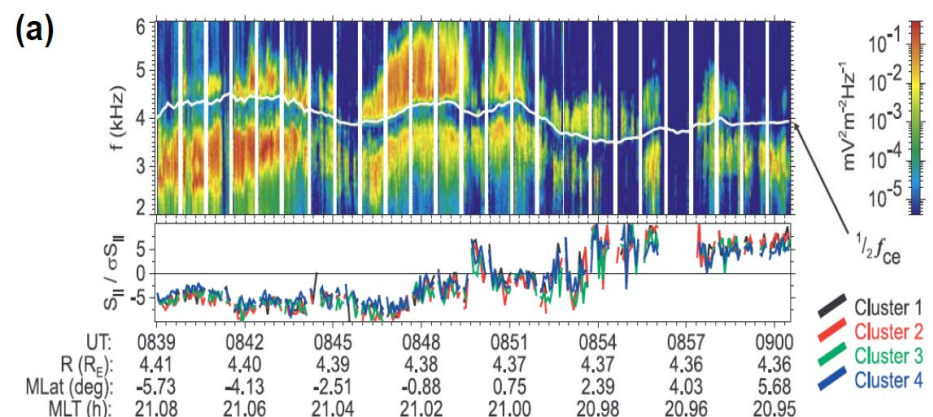 (a)
6
5
4
3
2
f (kHz)
10⁻¹
10⁻²
10⁻³
10⁻⁴
10⁻⁵
mV²m⁻²Hz⁻¹
½f_ce
5
0
-5
S_II / σS_II
Cluster 1
Cluster 2
Cluster 3
Cluster 4
UT: 0839 0842 0845 0848 0851 0854 0857 0900
R (R_E): 4.41 4.40 4.39 4.38 4.37 4.37 4.36 4.36
MLat (deg): -5.73 -4.13 -2.51 -0.88 0.75 2.39 4.03 5.68
MLT (h): 21.08 21.06 21.04 21.02 21.00 20.98 20.96 20.95